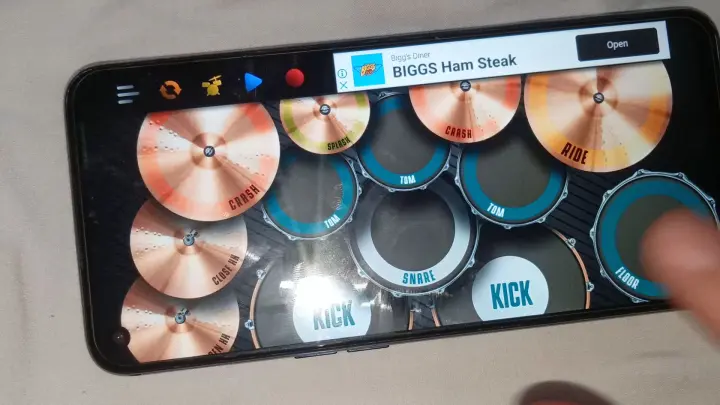 Bigg's Diner
BIGGS Ham Steak
Open
SPLASH
CRASH
RIDE
CRASH
TOM
TOM
TOM
CLOSE HH
SNARE
FLOOR
KICK
KICK